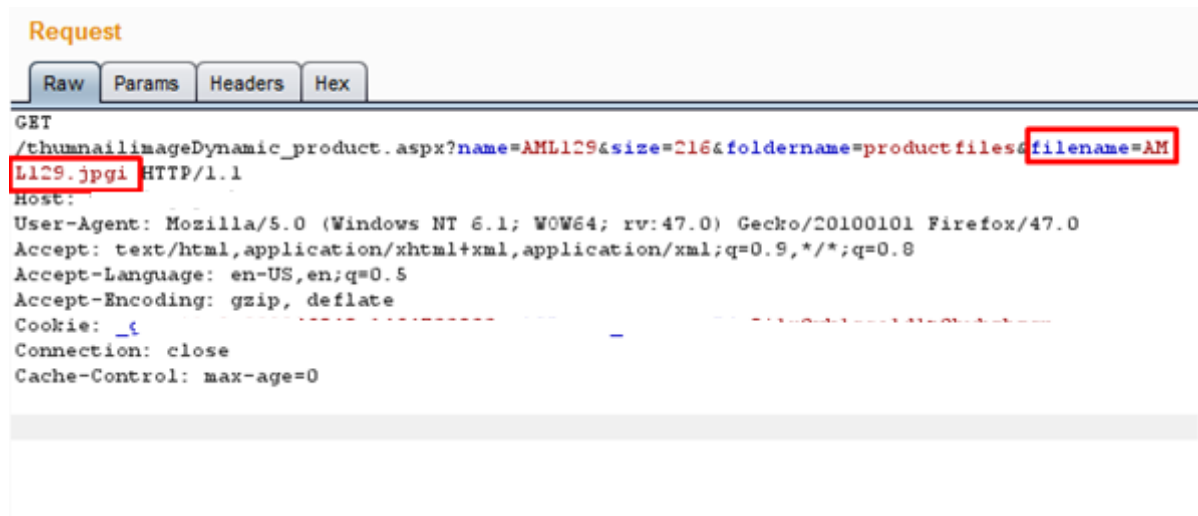 Request
Raw Params Headers Hex
GET
/thumnailimageDynamic_product.aspx?name=AML129&size=216&foldername=productfiles&filename=AM
L129.jpgi HTTP/1.1
Host:
User-Agent: Mozilla/5.0 (Windows NT 6.1; WOW64; rv:47.0) Gecko/20100101 Firefox/47.0
Accept: text/html,application/xhtml+xml,application/xml;q=0.9,*/*;q=0.8
Accept-Language: en-US,en;q=0.5
Accept-Encoding: gzip, deflate
Cookie:
Connection: close
Cache-Control: max-age=0